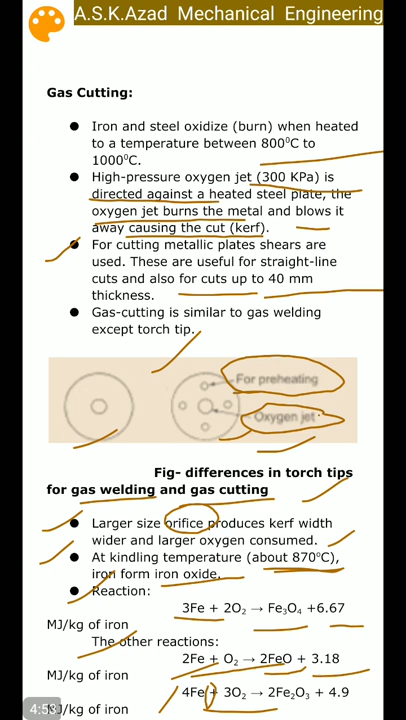 A.S.K.Azad Mechanical Engineering
Gas Cutting:
● Iron and steel oxidize (burn) when heated
to a temperature between 800⁰C to
1000⁰C.
● High-pressure oxygen jet (300 KPa) is
directed against a heated steel plate, the
oxygen jet burns the metal and blows it
away causing the cut (kerf).
● For cutting metallic plates shears are
used. These are useful for straight-line
cuts and also for cuts up to 40 mm
thickness.
● Gas-cutting is similar to gas welding
except torch tip.
For preheating
Oxygen jet
Fig- differences in torch tips
for gas welding and gas cutting
● Larger size orifice produces kerf width
wider and larger oxygen consumed.
● At kindling temperature (about 870⁰C),
iron form iron oxide.
● Reaction:
3Fe + 2O₂ → Fe₃O₄ +6.67
MJ/kg of iron
The other reactions:
2Fe + O₂ → 2FeO + 3.18
MJ/kg of iron
4Fe + 3O₂ → 2Fe₂O₃ + 4.9
MJ/kg of iron
4:53